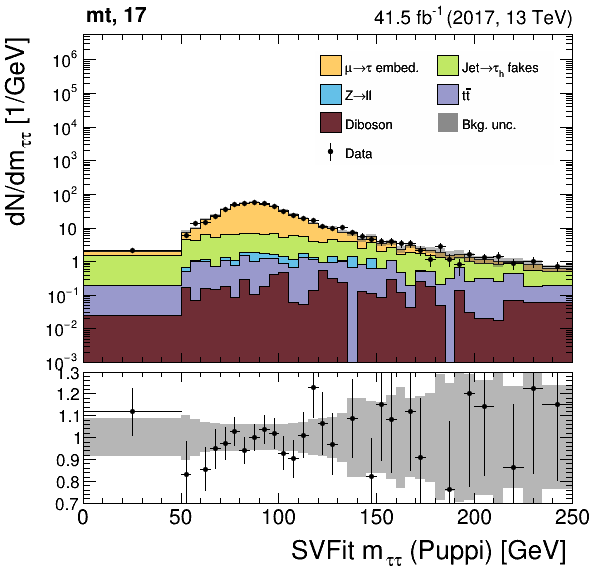 mt, 17
41.5 fb⁻¹ (2017, 13 TeV)
dN/dm_ττ [1/GeV]
μ→τ embed.
Jet→τ_h fakes
Z→ll
tt̄
Diboson
Bkg. unc.
Data
10⁶
10⁵
10⁴
10³
10²
10
1
10⁻¹
10⁻²
10⁻³
1.3
1.2
1.1
1
0.9
0.8
0.7
0 50 100 150 200 250
SVFit m_ττ (Puppi) [GeV]